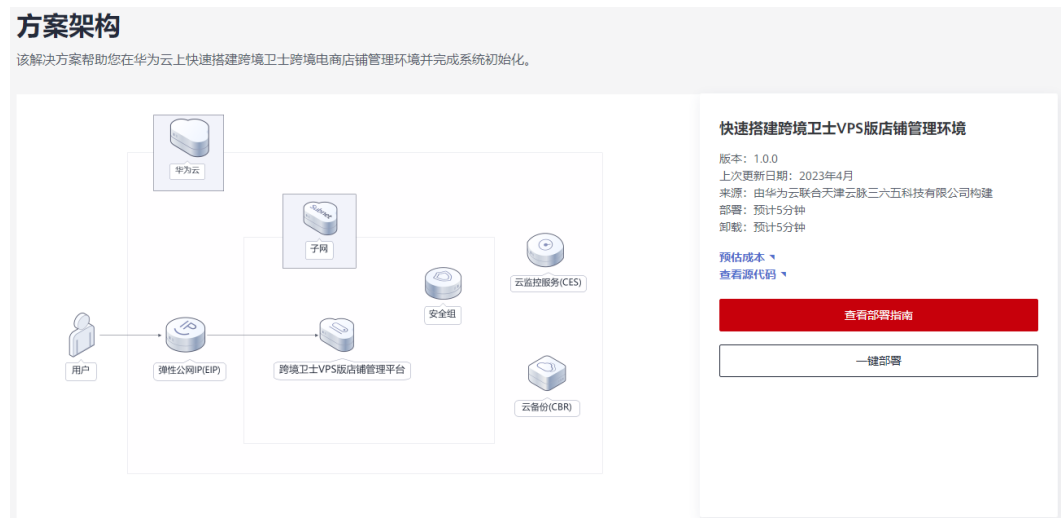 方案架构
该解决方案帮助您在华为云上快速搭建跨境卫士跨境电商店铺管理环境并完成系统初始化。
华为云
Subnet
子网
安全组
云监控服务(CES)
IP
用户
弹性公网IP(EIP)
跨境卫士VPS版店铺管理平台
云备份(CBR)
快速搭建跨境卫士VPS版店铺管理环境
版本：1.0.0
上次更新日期：2023年4月
来源：由华为云联合天津云脉三六五科技有限公司构建
部署：预计5分钟
卸载：预计5分钟
预估成本
查看源代码
查看部署指南
一键部署